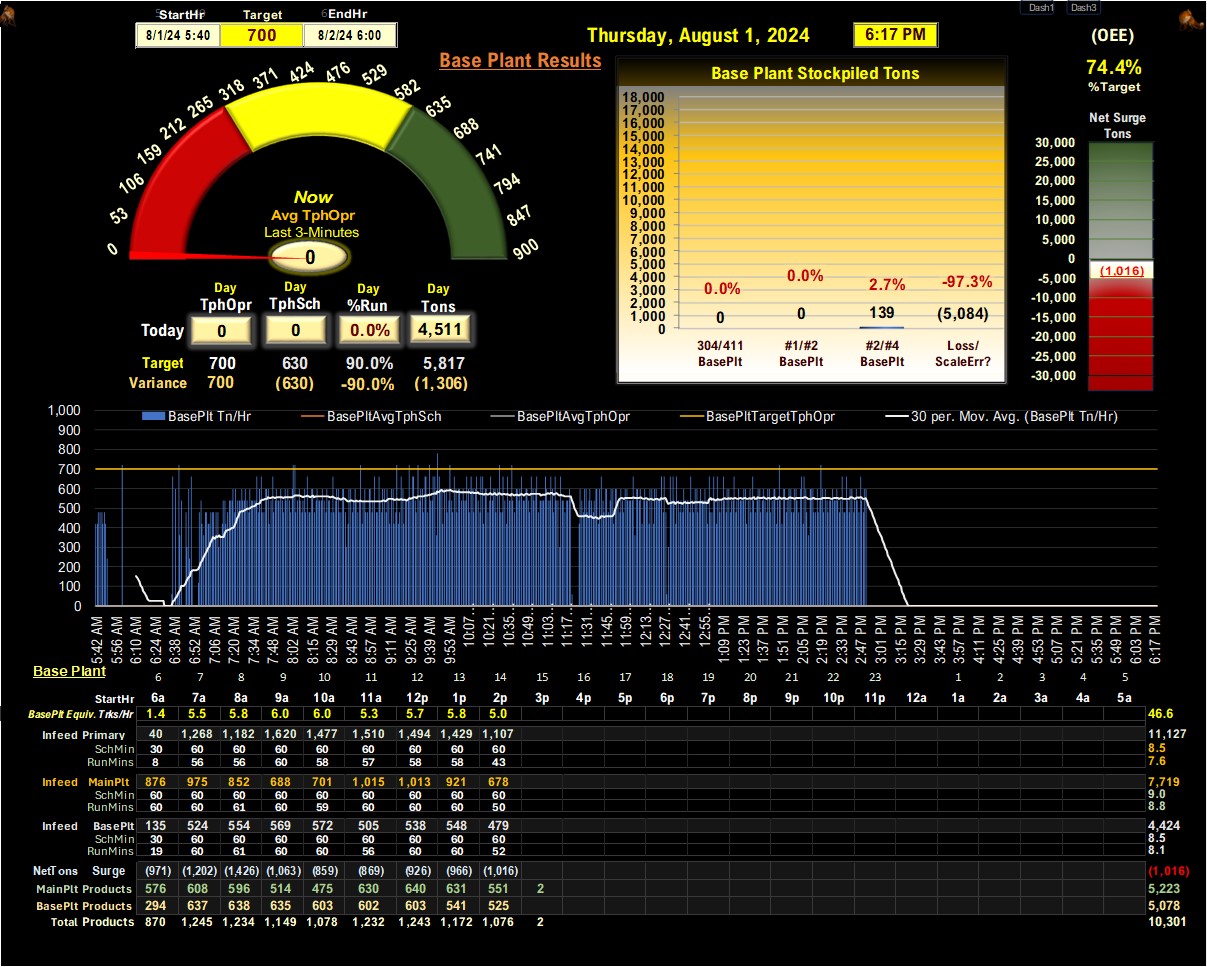 StartHr Target EndHr Dash1 Dash3
8/1/24 5:40 700 8/2/24 6:00
Thursday, August 1, 2024 6:17 PM (OEE)
Base Plant Results
74.4%
%Target
Base Plant Stockpiled Tons
Net Surge
Tons
0 53 106 159 212 265 318 371 424 476 529 582 635 688 741 794 847 900
Now
Avg TphOpr
Last 3-Minutes
0
18,000
17,000
16,000
15,000
14,000
13,000
12,000
11,000
10,000
9,000
8,000
7,000
6,000
5,000
4,000
3,000
2,000
1,000
0
0.0% 0.0% 2.7% -97.3%
0 0 139 (5,084)
304/411 #1/#2 #2/#4 Loss/
BasePlt BasePlt BasePlt ScaleErr?
30,000
25,000
20,000
15,000
10,000
5,000
0
(1,016)
-5,000
-10,000
-15,000
-20,000
-25,000
-30,000
Day Day Day Day
TphOpr TphSch %Run Tons
Today 0 0 0.0% 4,511
Target 700 630 90.0% 5,817
Variance 700 (630) -90.0% (1,306)
BasePlt Tn/Hr BasePltAvgTphSch BasePltAvgTphOpr BasePltTargetTphOpr 30 per. Mov. Avg. (BasePlt Tn/Hr)
1,000
900
800
700
600
500
400
300
200
100
0
5:42 AM 5:56 AM 6:10 AM 6:24 AM 6:38 AM 6:52 AM 7:06 AM 7:20 AM 7:34 AM 7:48 AM 8:02 AM 8:15 AM 8:29 AM 8:43 AM 8:57 AM 9:11 AM 9:25 AM 9:39 AM 9:53 AM 10:07... 10:21... 10:35... 10:49... 11:03... 11:17... 11:31... 11:45... 11:59... 12:13... 12:27... 12:41... 12:55... 1:09 PM 1:23 PM 1:37 PM 1:51 PM 2:05 PM 2:19 PM 2:33 PM 2:47 PM 3:01 PM 3:15 PM 3:29 PM 3:43 PM 3:57 PM 4:11 PM 4:25 PM 4:39 PM 4:53 PM 5:07 PM 5:21 PM 5:35 PM 5:49 PM 6:03 PM 6:17 PM
Base Plant 6 7 8 9 10 11 12 13 14 15 16 17 18 19 20 21 22 23 1 2 3 4 5
StartHr 6a 7a 8a 9a 10a 11a 12p 1p 2p 3p 4p 5p 6p 7p 8p 9p 10p 11p 12a 1a 2a 3a 4a 5a
BasePlt Equiv. Trks/Hr 1.4 5.5 5.8 6.0 6.0 5.3 5.7 5.8 5.0 46.6
Infeed Primary 40 1,268 1,182 1,620 1,477 1,510 1,494 1,429 1,107 11,127
SchMin 30 60 60 60 60 60 60 60 60 8.5
RunMins 8 56 56 60 58 57 58 58 43 7.6
Infeed MainPlt 876 975 852 688 701 1,015 1,013 921 678 7,719
SchMin 60 60 60 60 60 60 60 60 60 9.0
RunMins 60 60 61 60 59 60 60 60 50 8.8
Infeed BasePlt 135 524 554 569 572 505 538 548 479 4,424
SchMin 30 60 60 60 60 60 60 60 60 8.5
RunMins 19 60 61 60 60 56 60 60 52 8.1
NetTons Surge (971) (1,202) (1,426) (1,063) (859) (869) (926) (966) (1,016) (1,016)
MainPlt Products 576 608 596 514 475 630 640 631 551 2 5,223
BasePlt Products 294 637 638 635 603 602 603 541 525 5,078
Total Products 870 1,245 1,234 1,149 1,078 1,232 1,243 1,172 1,076 2 10,301